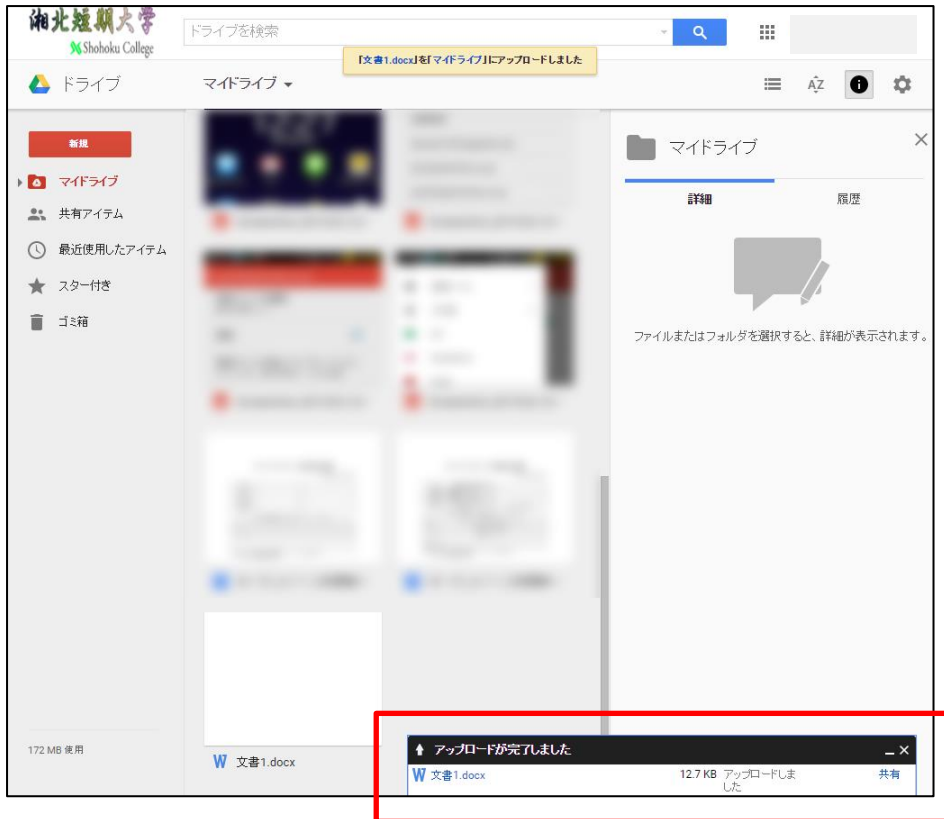 湘北短期大学
Shohoku College
ドライブを検索
「文書1.docx」を「マイドライブ」にアップロードしました
ドライブ
マイドライブ
AZ
新規
マイドライブ
共有アイテム
最近使用したアイテム
スター付き
ゴミ箱
172 MB 使用
文書1.docx
マイドライブ
詳細
履歴
ファイルまたはフォルダを選択すると、詳細が表示されます。
アップロードが完了しました
文書1.docx
12.7 KB
アップロードしま
した
共有